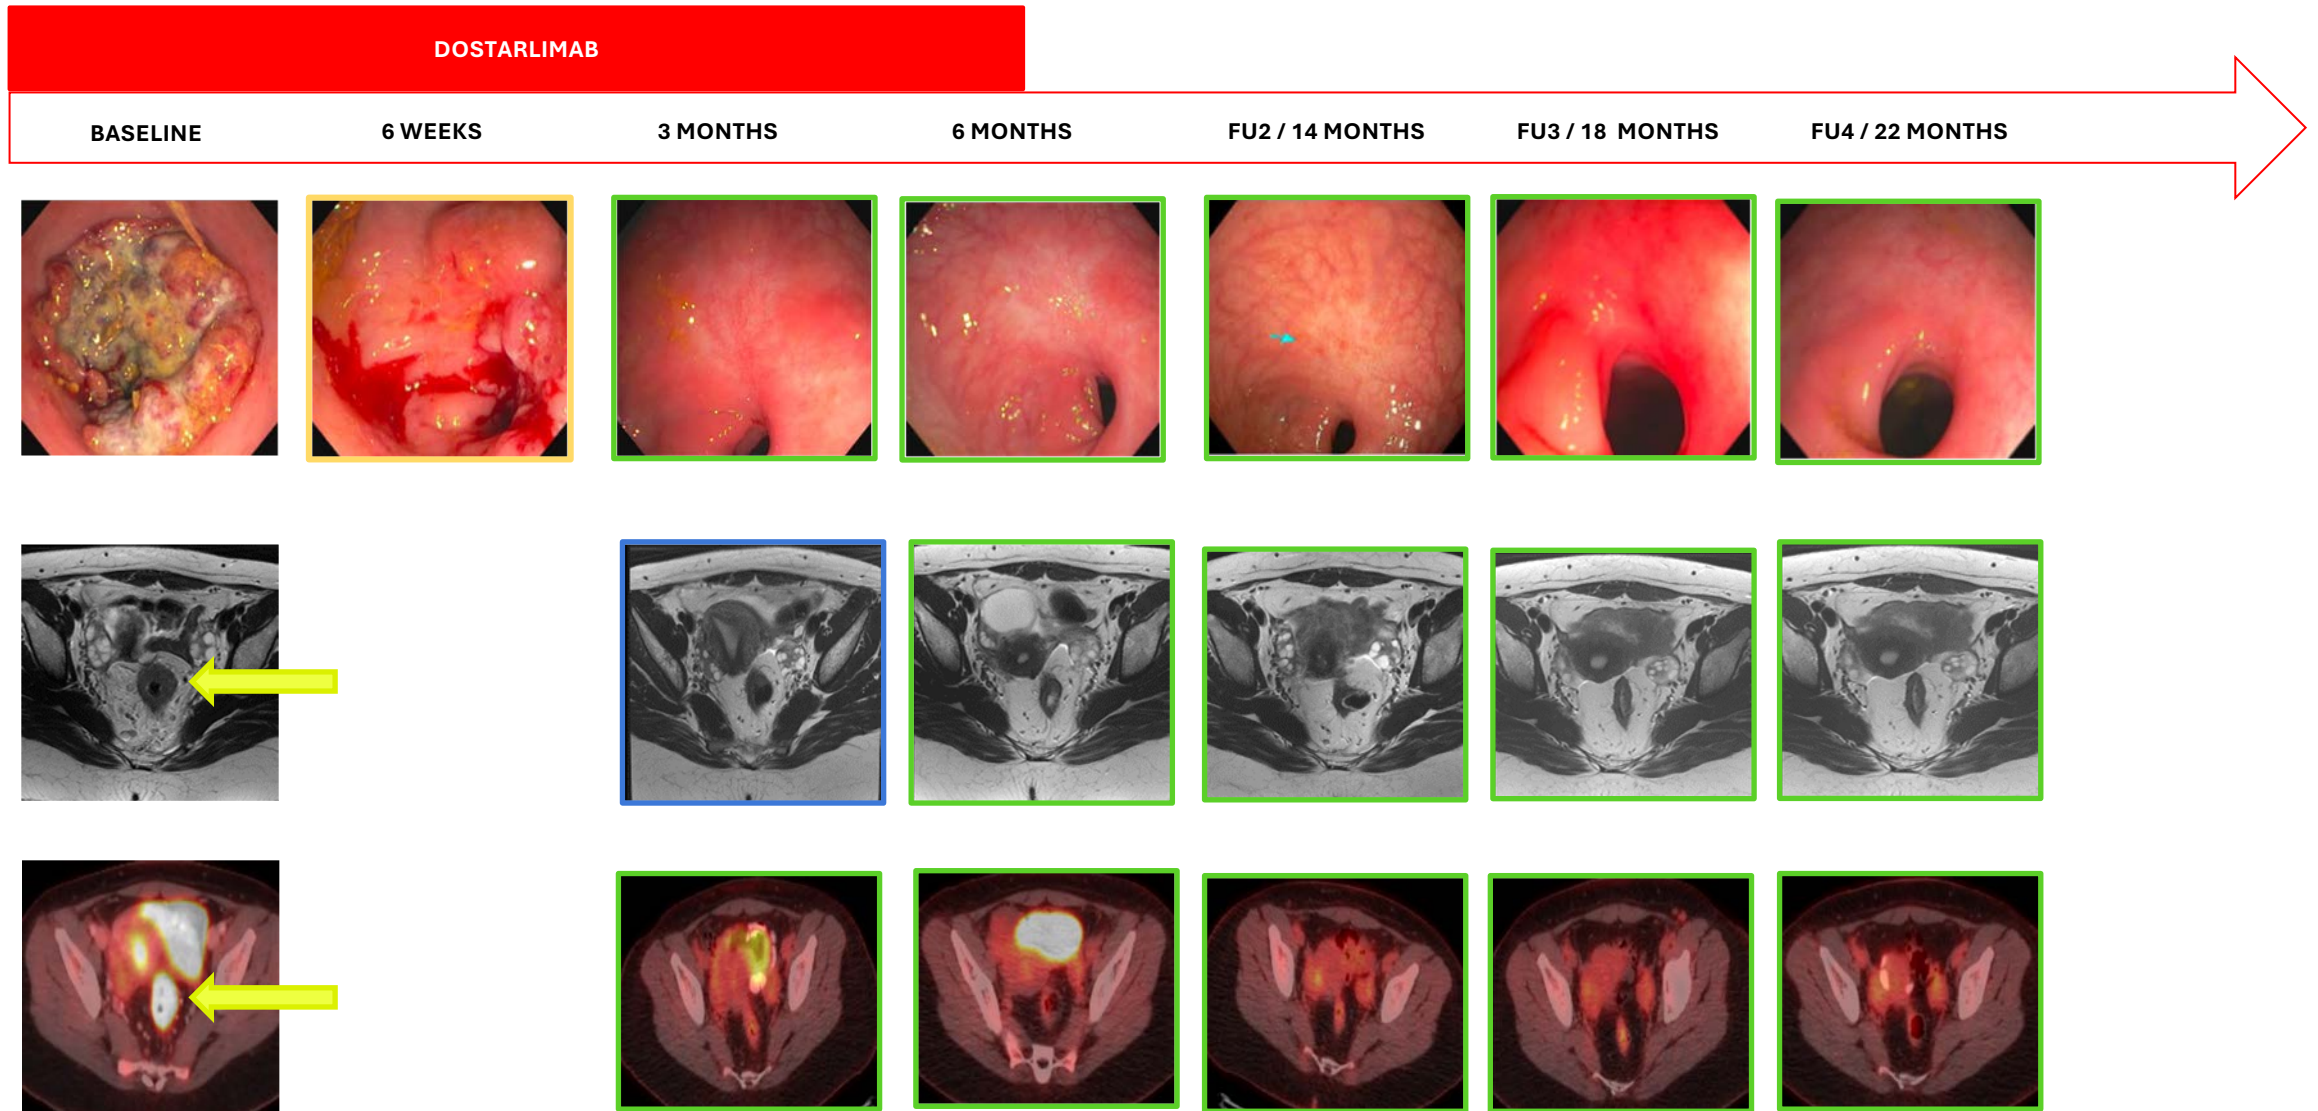 DOSTARLIMAB
BASELINE
6 WEEKS
3 MONTHS
6 MONTHS
FU2 / 14 MONTHS
FU3 / 18 MONTHS
FU4 / 22 MONTHS